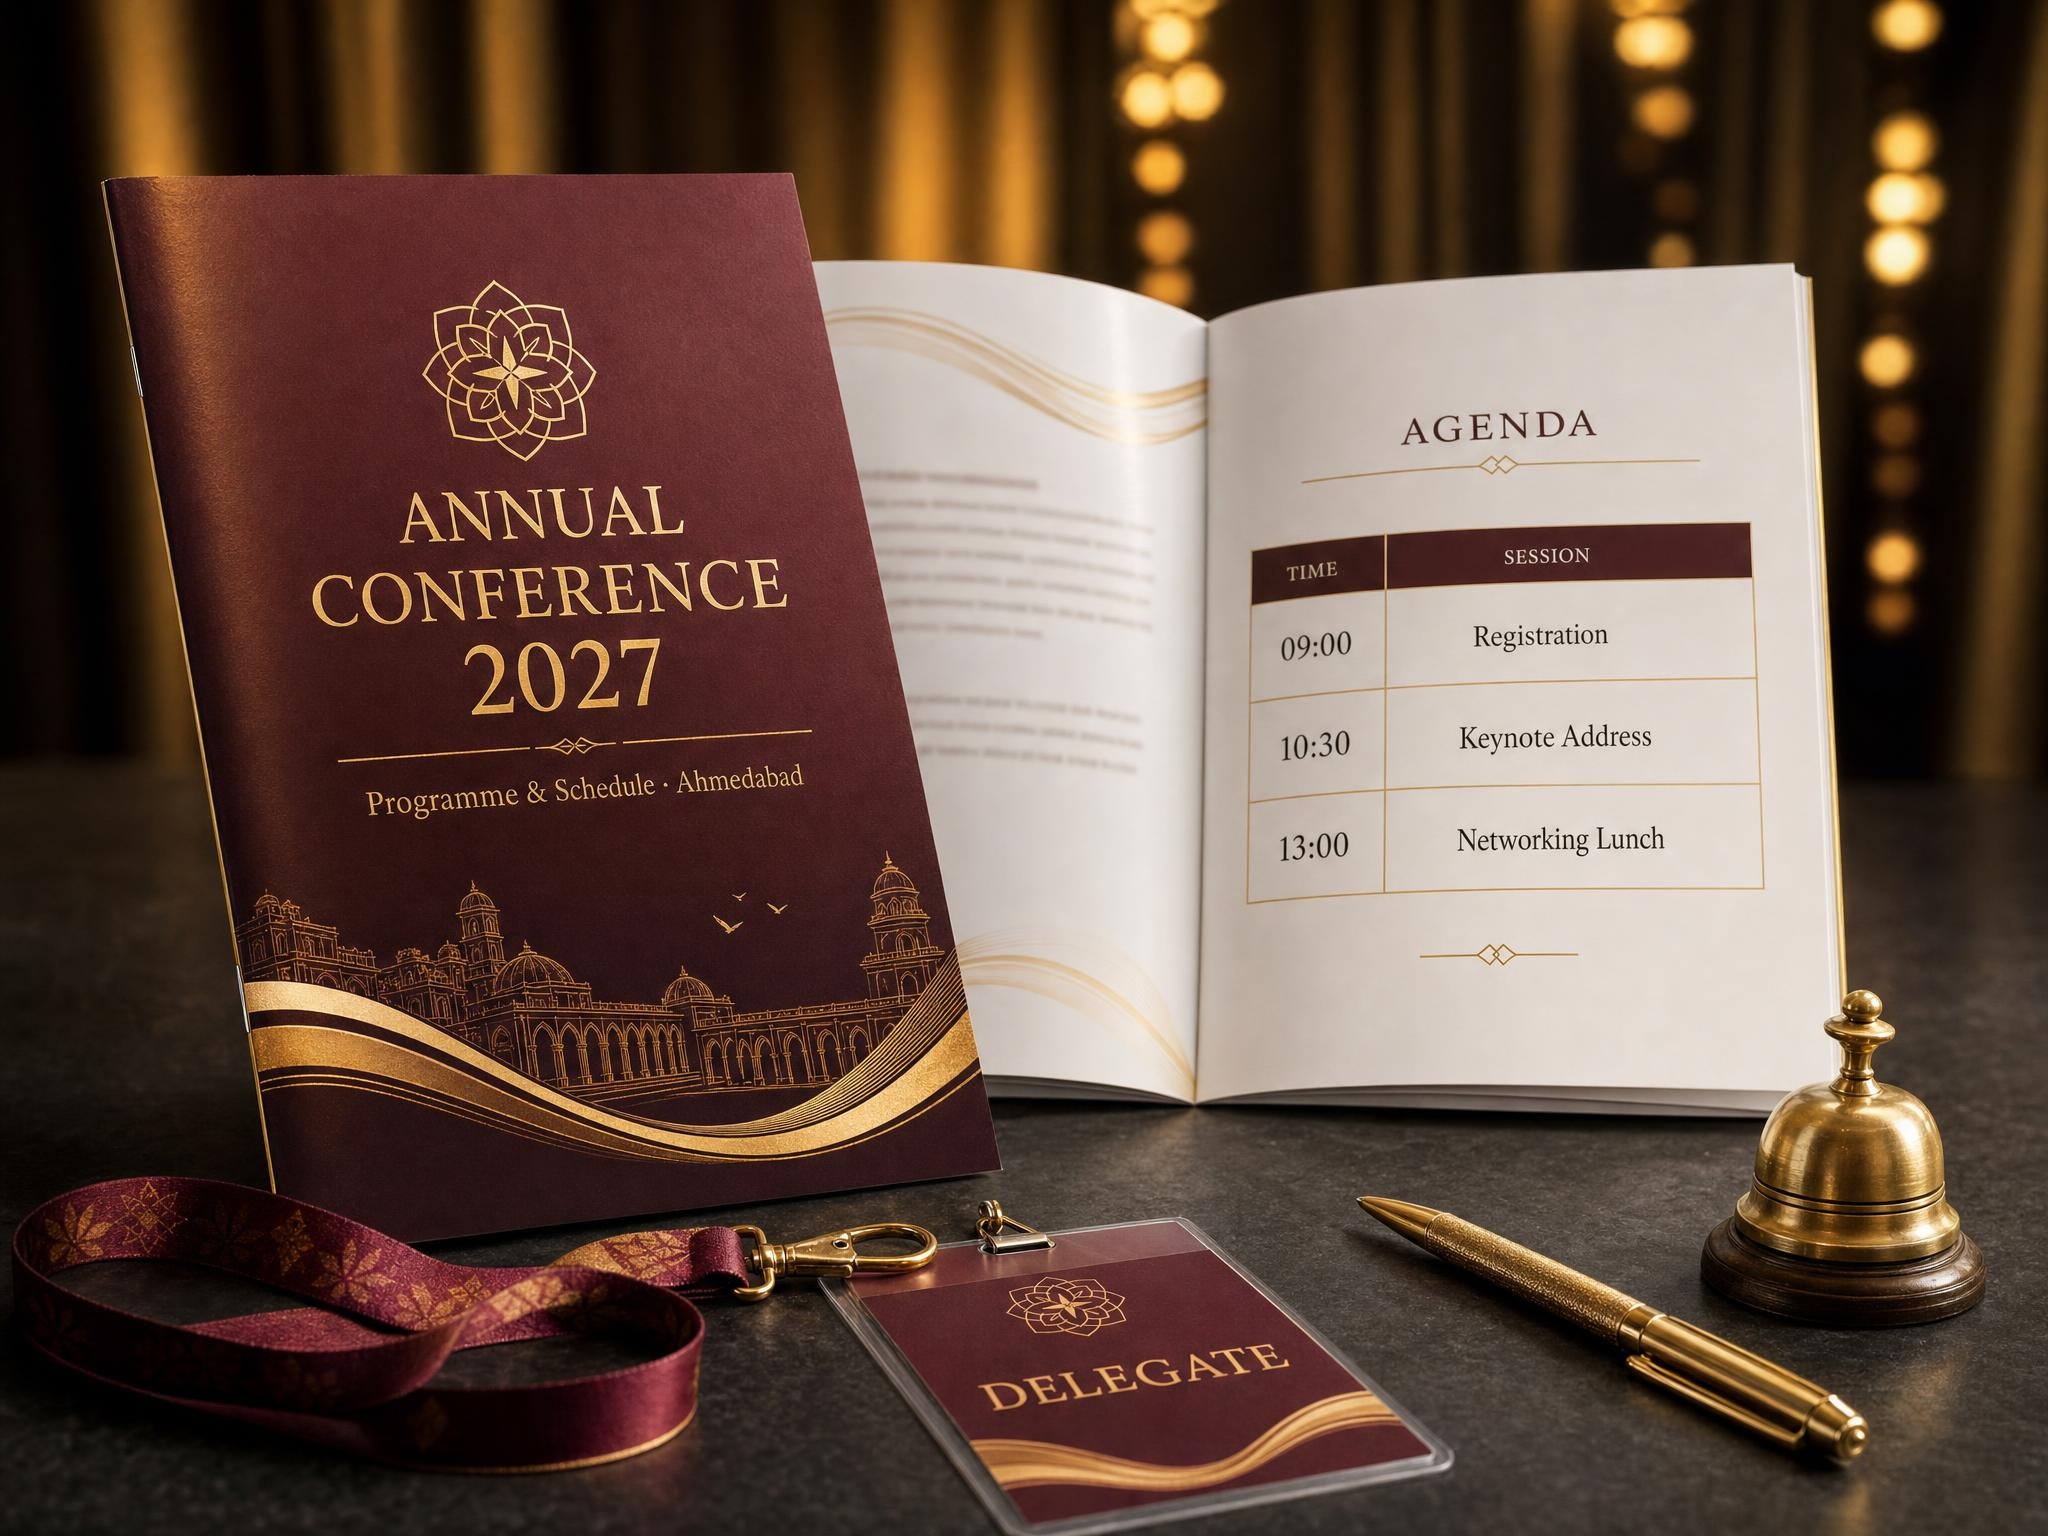 ANNUAL
CONFERENCE
2027
Programme & Schedule · Ahmedabad
AGENDA
TIME SESSION
09:00 Registration
10:30 Keynote Address
13:00 Networking Lunch
DELEGATE